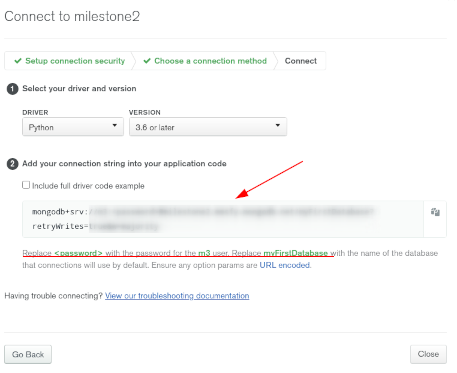 Connect to milestone2
✔ Setup connection security
✔ Choose a connection method
Connect
1 Select your driver and version
DRIVER
VERSION
Python
3.6 or later
2 Add your connection string into your application code
Include full driver code example
mongodb+srv:
retryWrites=
Replace <password> with the password for the m3 user. Replace myFirstDatabase with the name of the database
that connections will use by default. Ensure any option params are URL encoded.
Having trouble connecting? View our troubleshooting documentation
Go Back
Close